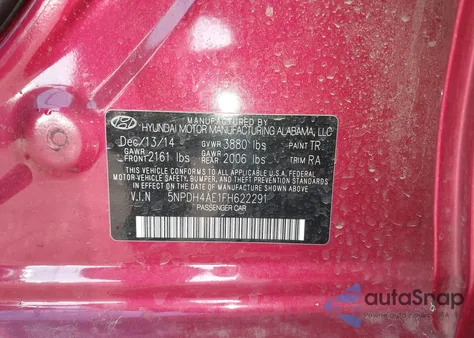 MANUFACTURED BY
HYUNDAI MOTOR MANUFACTURING ALABAMA, LLC
Dec/13/14 GVWR 3880 lbs PAINT TR
GAWR FRONT 2161 lbs GAWR REAR 2006 lbs TRIM RA
THIS VEHICLE CONFORMS TO ALL APPLICABLE FEDERAL
MOTOR-VEHICLE SAFETY, BUMPER, AND THEFT PREVENTION
STANDARDS IN EFFECT ON THE DATE OF MANUFACTURE
SHOWN ABOVE.
V.I.N 5NPDH4AE1FH622291
PASSENGER CAR
autoSnap